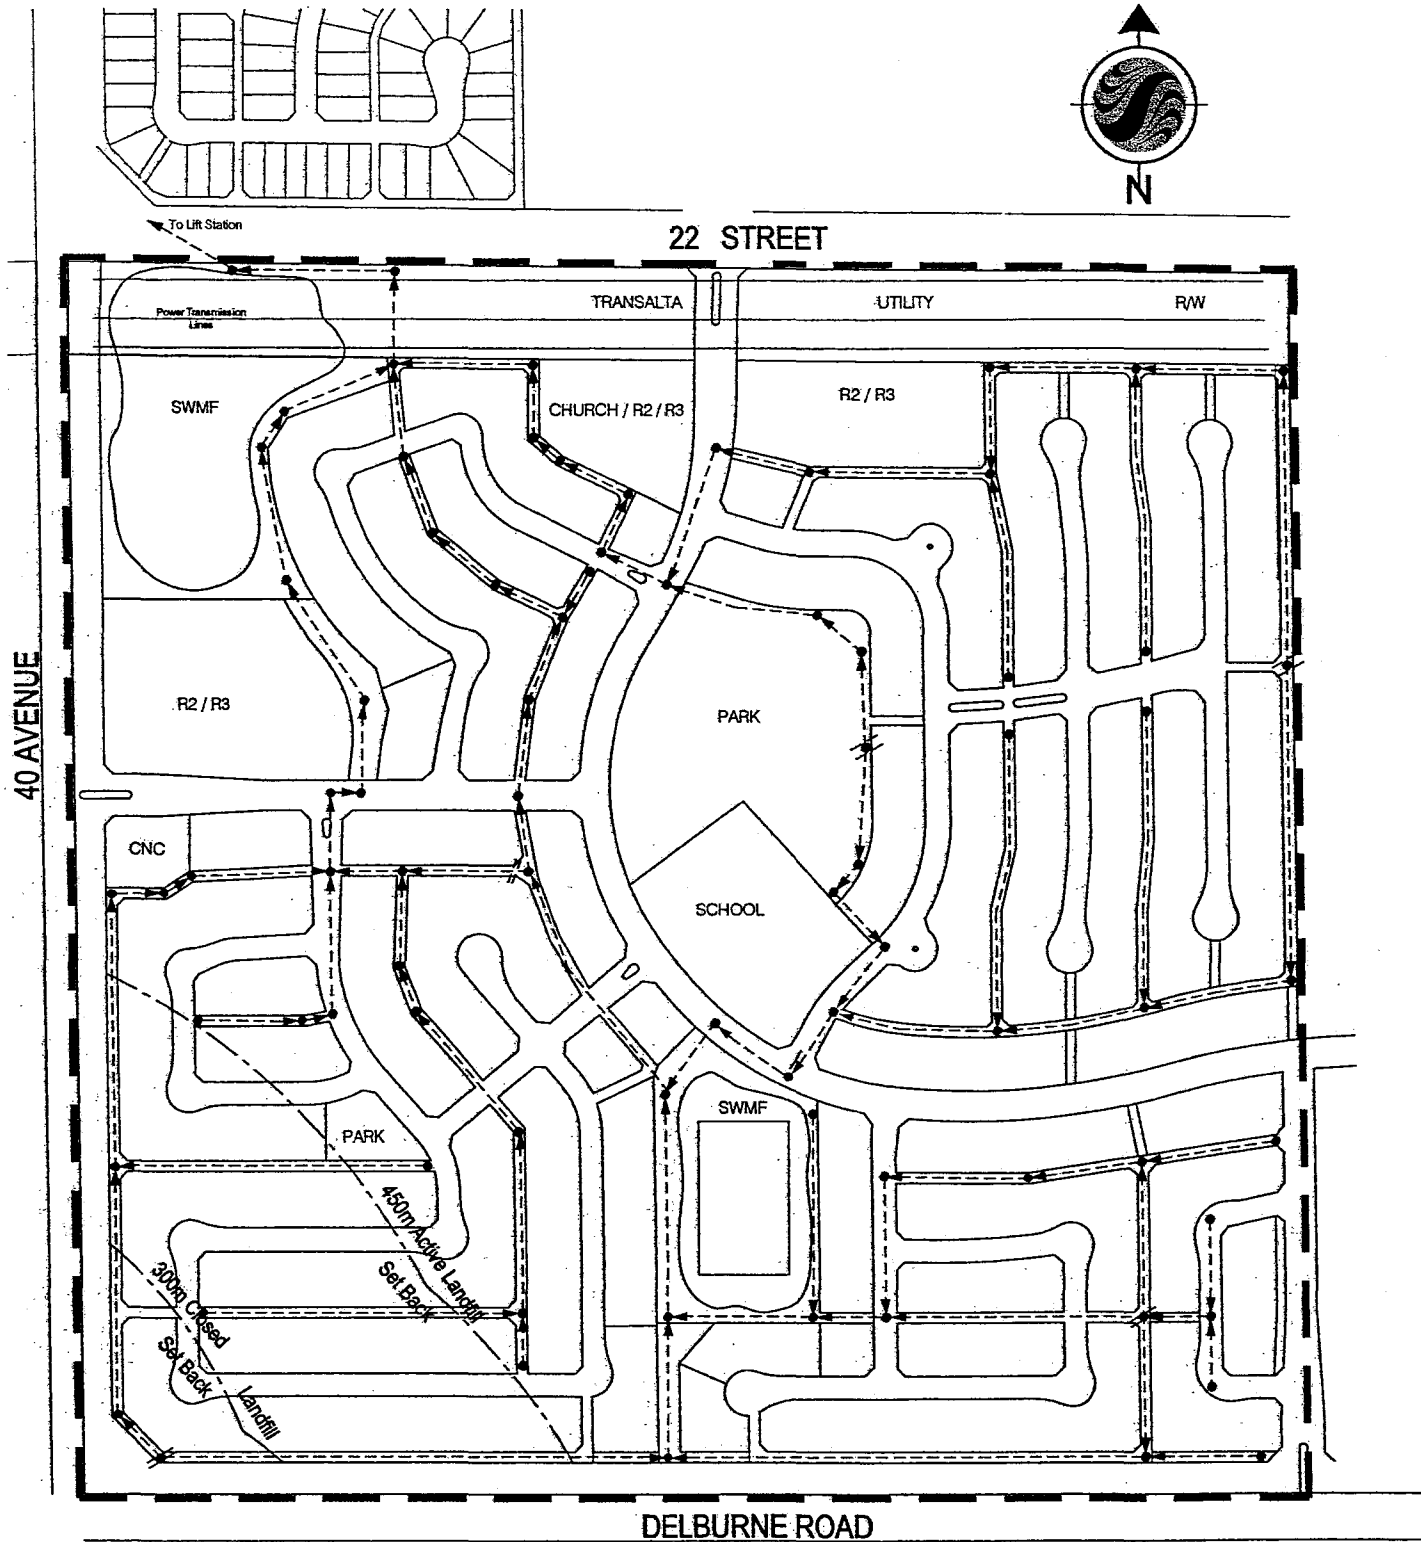 N
To Lift Station
22 STREET
TRANSALTA UTILITY R/W
Power Transmission
Lines
SWMF
CHURCH / R2 / R3
R2 / R3
40 AVENUE
R2 / R3
PARK
CNC
SCHOOL
SWMF
PARK
450m Active Landfill
Set Back
300m Closed
Landfill
Set Back
DELBURNE ROAD